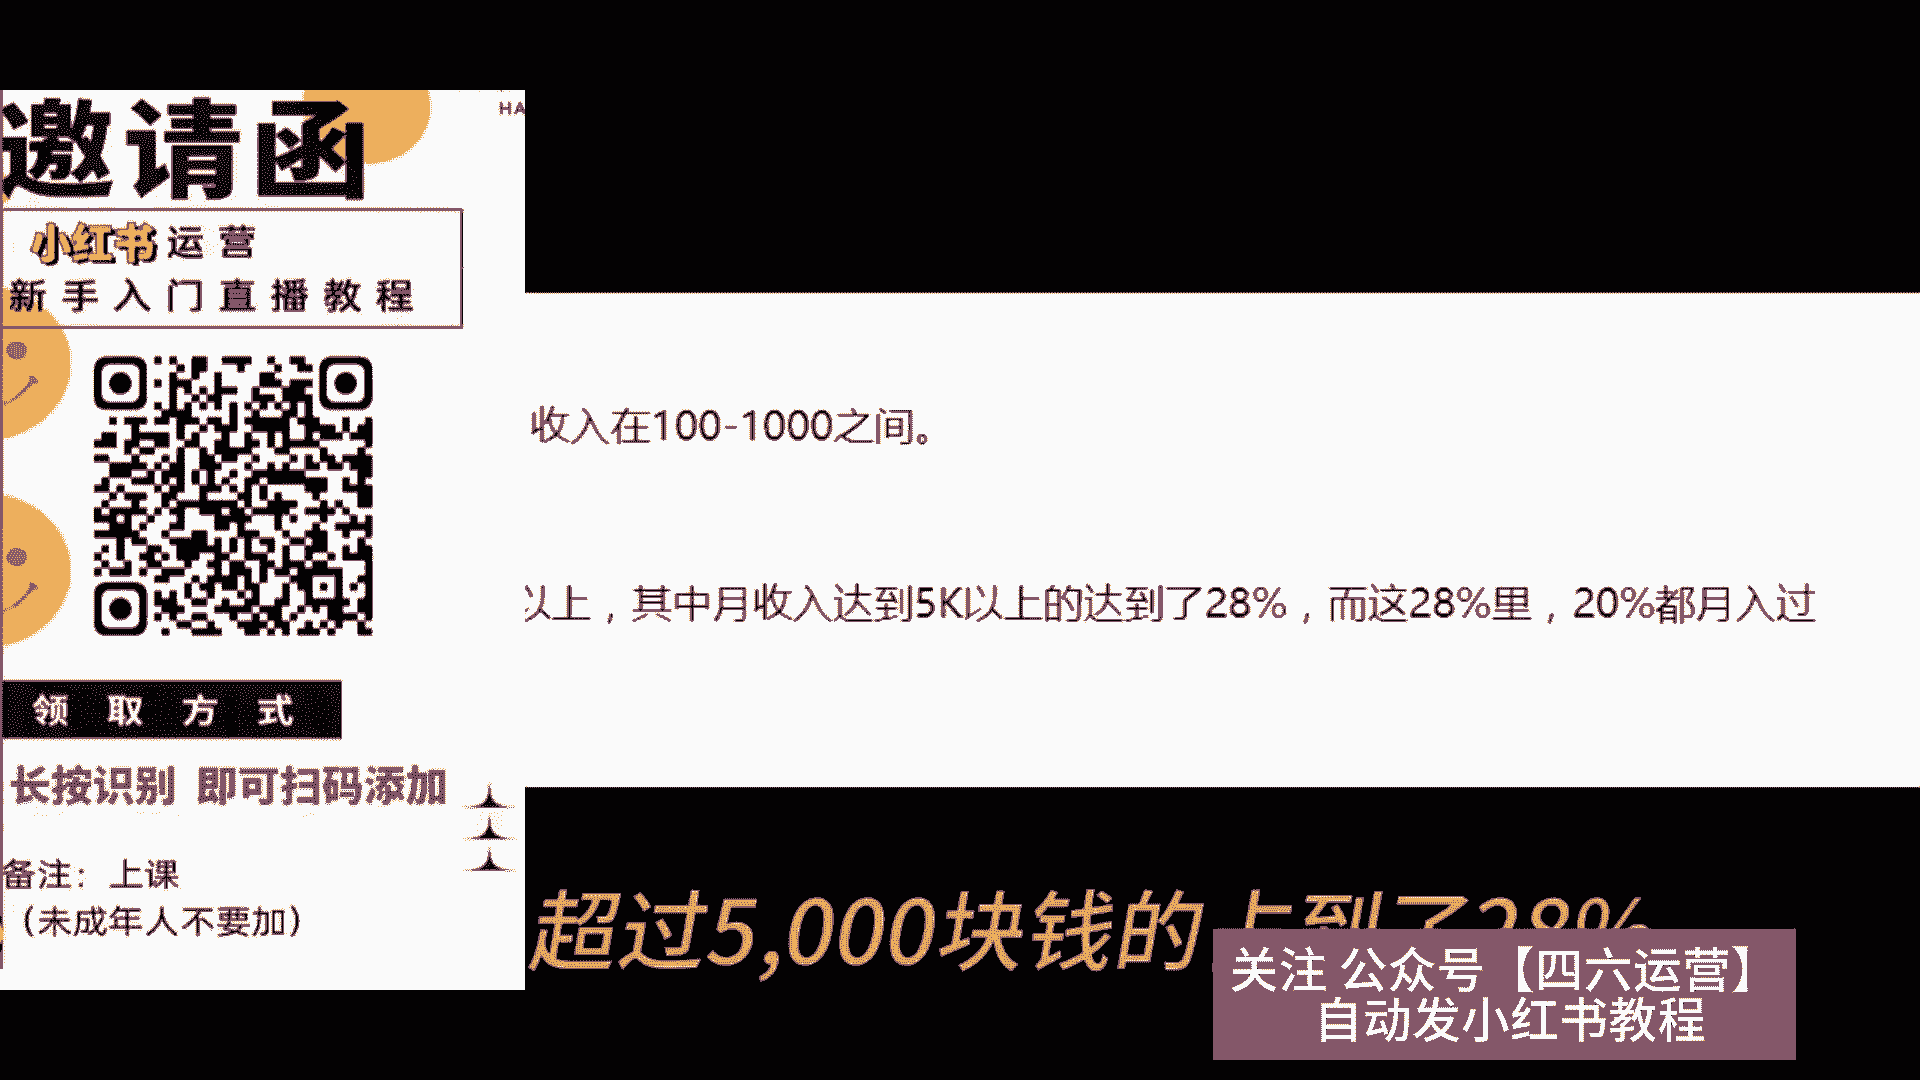 HA
邀请函
小红书运营
新手入门直播教程
收入在100-1000之间。
以上，其中月收入达到5K以上的达到了28%，而这28%里，20%都月入过
领取方式
长按识别 即可扫码添加
备注：上课
（未成年人不要加）
超过5,000块钱的 占到了28%
关注 公众号【四六运营】
自动发小红书教程